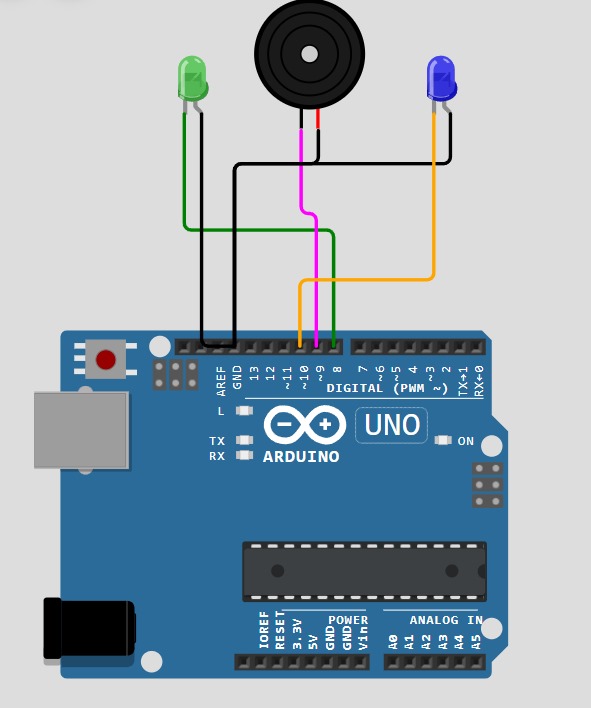 AREF
GND
13
12
~11
~10
~9
8
7
~6
~5
4
~3
2
TX→1
RX←0
DIGITAL (PWM ~)
L
UNO
TX
ON
RX
ARDUINO
IOREF
RESET
3.3V
5V
GND
GND
Vin
POWER
ANALOG IN
A0
A1
A2
A3
A4
A5